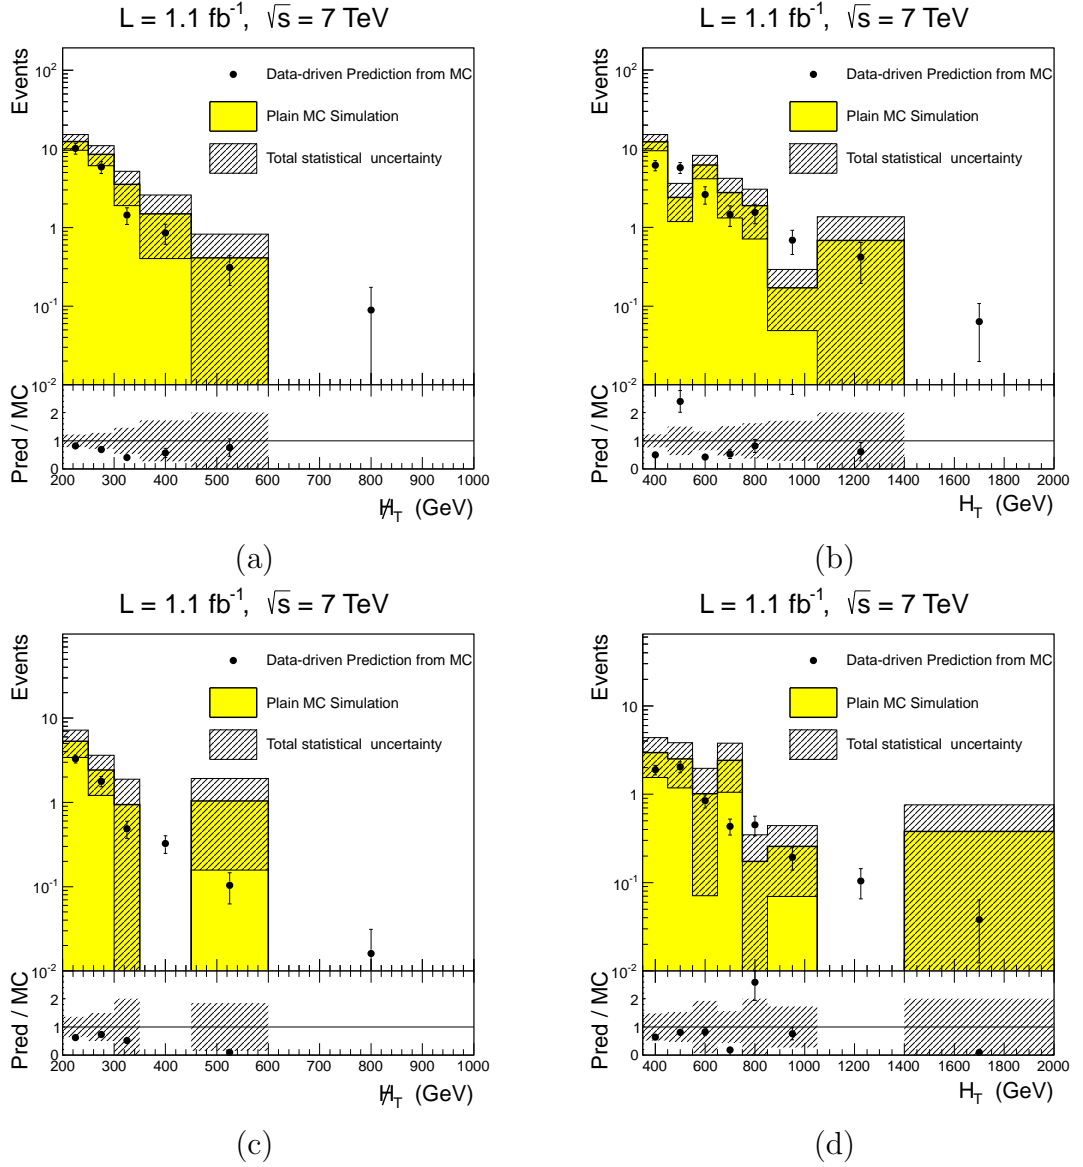 L = 1.1 fb⁻¹, √s = 7 TeV
Events
10²
10
1
10⁻¹
10⁻²
Data-driven Prediction from MC
Plain MC Simulation
Total statistical uncertainty
Pred / MC
2
1
0
200 300 400 500 600 700 800 900 1000
H̸_T (GeV)
(a)
L = 1.1 fb⁻¹, √s = 7 TeV
Events
10²
10
1
10⁻¹
10⁻²
Data-driven Prediction from MC
Plain MC Simulation
Total statistical uncertainty
Pred / MC
2
1
0
400 600 800 1000 1200 1400 1600 1800 2000
H_T (GeV)
(b)
L = 1.1 fb⁻¹, √s = 7 TeV
Events
10
1
10⁻¹
10⁻²
Data-driven Prediction from MC
Plain MC Simulation
Total statistical uncertainty
Pred / MC
2
1
0
200 300 400 500 600 700 800 900 1000
H̸_T (GeV)
(c)
L = 1.1 fb⁻¹, √s = 7 TeV
Events
10
1
10⁻¹
10⁻²
Data-driven Prediction from MC
Plain MC Simulation
Total statistical uncertainty
Pred / MC
2
1
0
400 600 800 1000 1200 1400 1600 1800 2000
H_T (GeV)
(d)